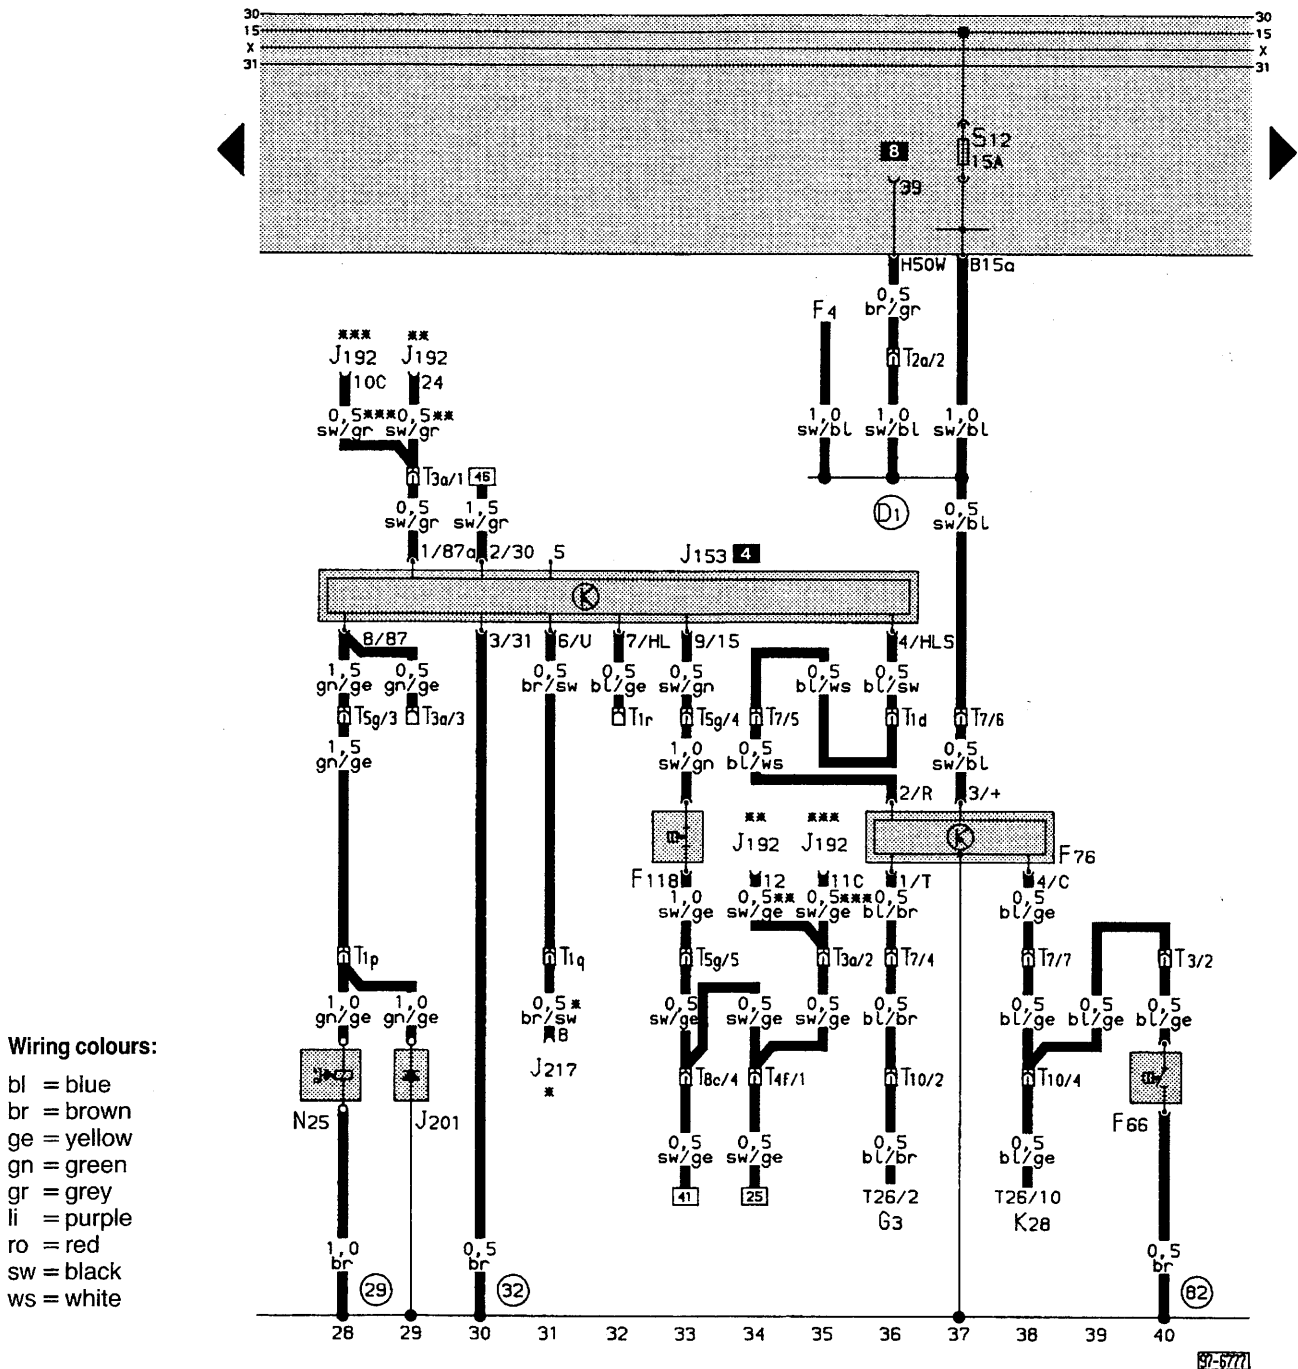 30 30
15 15
X X
31 31
S12
15A
8
39
H50W B15a
0,5
br/gr
F4
T2a/2
*** **
J192 J192
10C 24
0,5*** 0,5**
sw/gr sw/gr
1,0 1,0 1,0
sw/bl sw/bl sw/bl
T3a/1 46
D1
0,5 1,5 0,5
sw/gr sw/gr sw/bl
1/87a 2/30 5 J153 4
8/87 3/31 6/U 7/HL 9/15 4/HLS
1,5 0,5 0,5 0,5 0,5 0,5 0,5
gn/ge gn/ge br/sw bl/ge sw/gn bl/ws bl/sw
T5g/3 T3a/3 T1r T5g/4 T7/5 T1d T7/6
1,5 1,0 0,5 0,5
gn/ge sw/gn bl/ws sw/bl
2/R 3/+
** ***
J192 J192
F76
F118 12 11C 1/T 4/C
1,0 0,5** 0,5*** 0,5 0,5
sw/ge sw/ge sw/ge bl/br bl/ge
T1p T1q T5g/5 T3a/2 T7/4 T7/7 T3/2
1,0 1,0 0,5* 0,5 0,5 0,5 0,5 0,5 0,5 0,5
gn/ge gn/ge br/sw sw/ge sw/ge sw/ge bl/br bl/ge bl/ge bl/ge
8
J217
*
T8c/4 T4f/1 T10/2 T10/4
N25 J201 F66
0,5 0,5 0,5 0,5
sw/ge sw/ge bl/br bl/ge
41 25 T26/2 T26/10
G3 K28
1,0 0,5 0,5
br br br
29 32 82
28 29 30 31 32 33 34 35 36 37 38 39 40
97-6777
Wiring colours:
bl = blue
br = brown
ge = yellow
gn = green
gr = grey
li = purple
ro = red
sw = black
ws = white